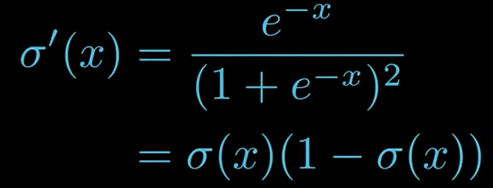 σ′(x) = e^{−x} / (1 + e^{−x})²
= σ(x)(1 − σ(x))